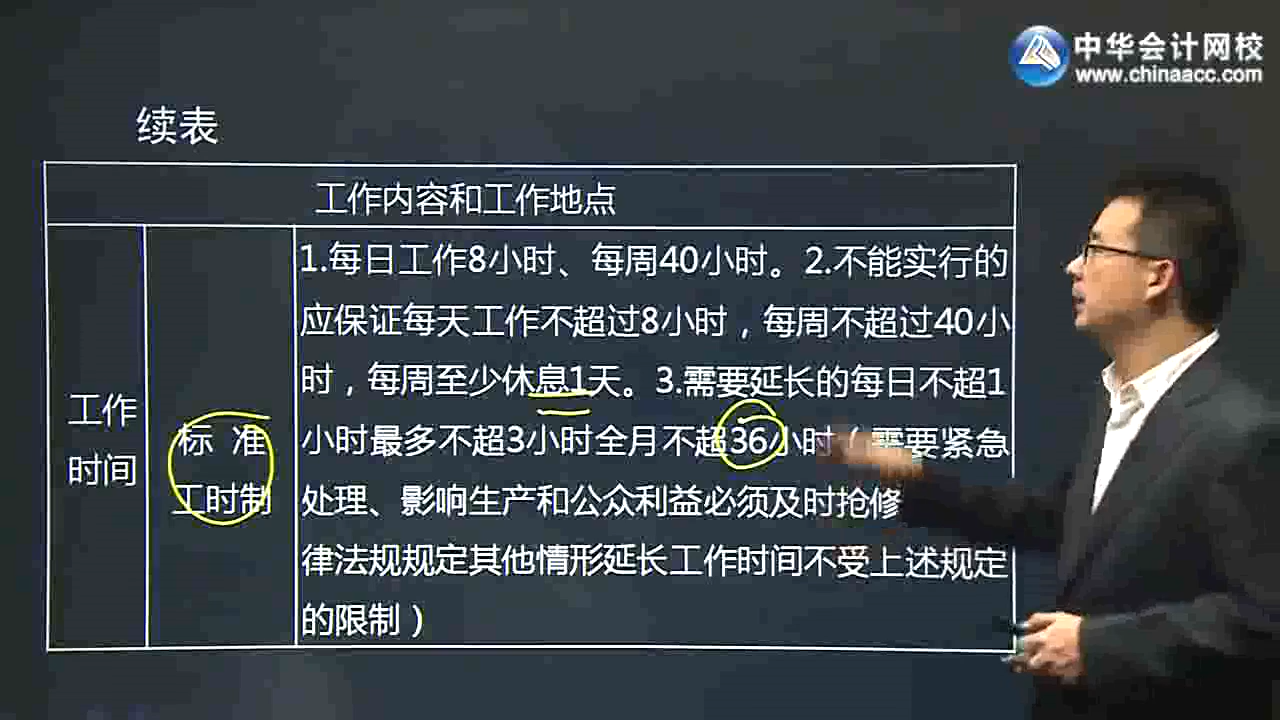 中华会计网校
www.chinaacc.com
续表
工作内容和工作地点
工作
时间
标 准
工时制
1.每日工作8小时、每周40小时。2.不能实行的
应保证每天工作不超过8小时，每周不超过40小
时，每周至少休息1天。3.需要延长的每日不超1
小时最多不超3小时全月不超36小时（需要紧急
处理、影响生产和公众利益必须及时抢修
律法规规定其他情形延长工作时间不受上述规定
的限制）